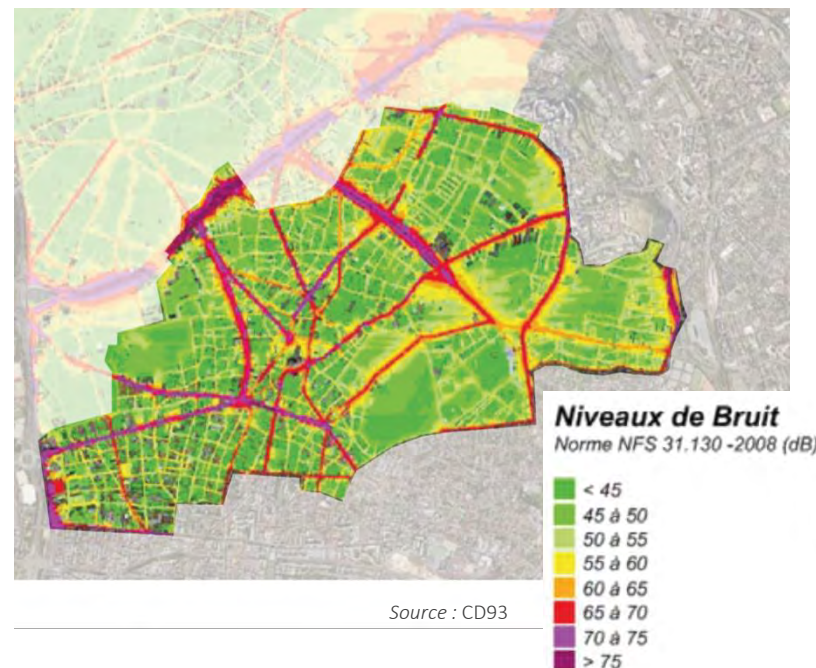 Niveaux de Bruit
Norme NFS 31.130 -2008 (dB)
< 45
45 à 50
50 à 55
55 à 60
60 à 65
65 à 70
70 à 75
> 75
Source : CD93